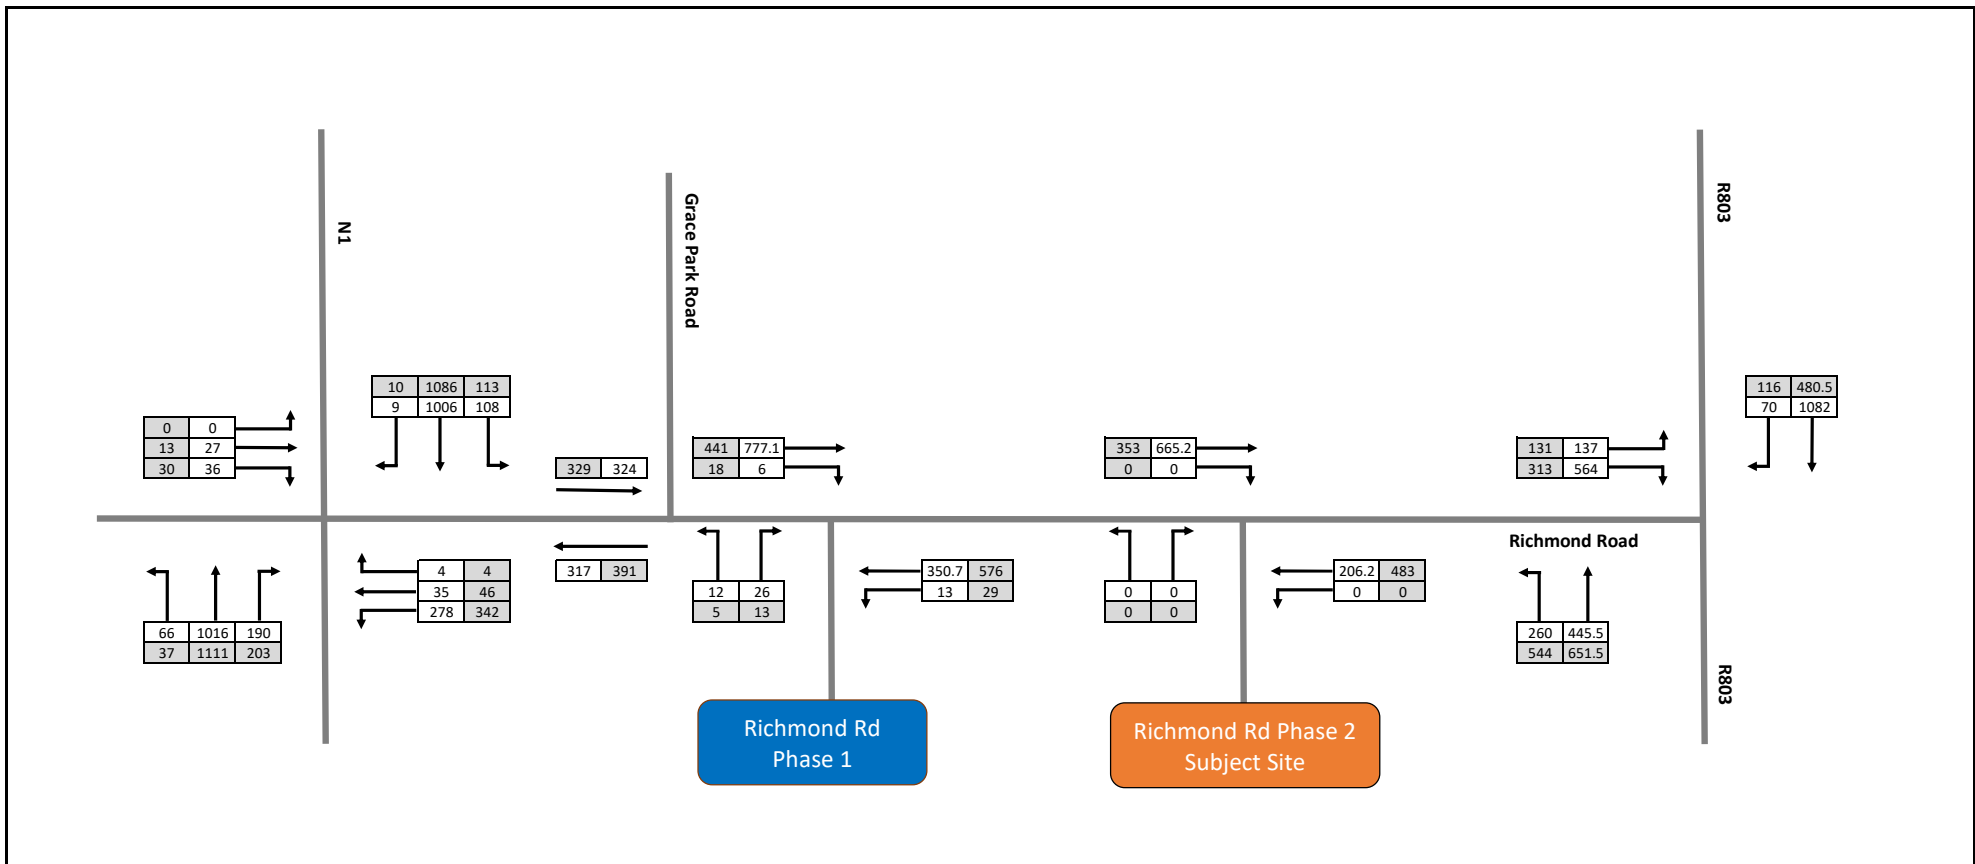 N1
Grace Park Road
R803
10 1086 113
9 1006 108
116 480.5
70 1082
0 0
13 27
30 36
329 324
441 777.1
18 6
353 665.2
0 0
131 137
313 564
Richmond Road
317 391
4 4
35 46
278 342
12 26
5 13
350.7 576
13 29
0 0
0 0
206.2 483
0 0
66 1016 190
37 1111 203
260 445.5
544 651.5
R803
Richmond Rd
Phase 1
Richmond Rd Phase 2
Subject Site